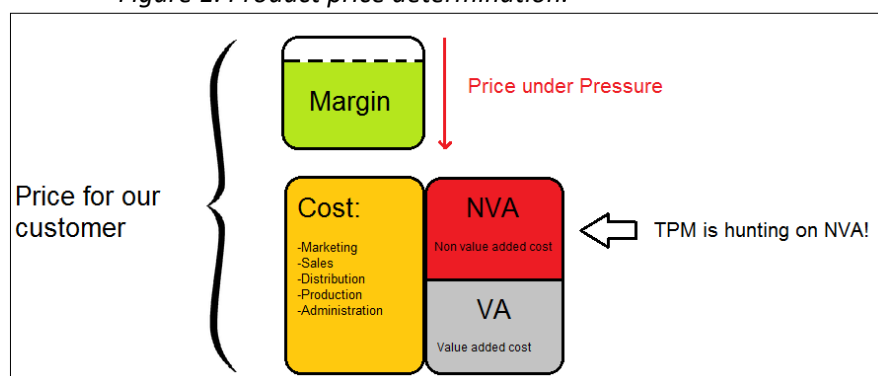 Figure 1. Product price determination.
Margin
Price under Pressure
Price for our
customer
Cost:
-Marketing
-Sales
-Distribution
-Production
-Administration
NVA
Non value added cost
TPM is hunting on NVA!
VA
Value added cost